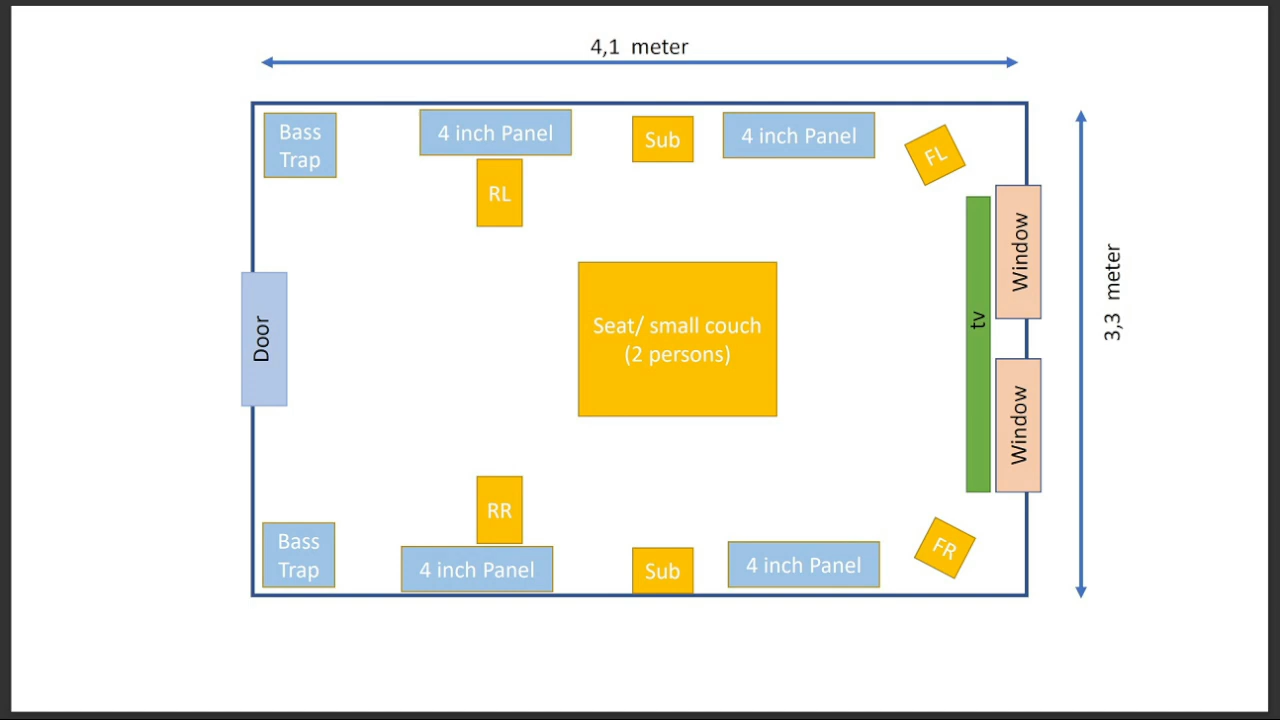 4,1 meter
Bass
Trap
4 inch Panel
Sub
4 inch Panel
FL
RL
Window
Seat/ small couch
(2 persons)
tv
Door
3,3 meter
Window
RR
Bass
Trap
4 inch Panel
Sub
4 inch Panel
FR